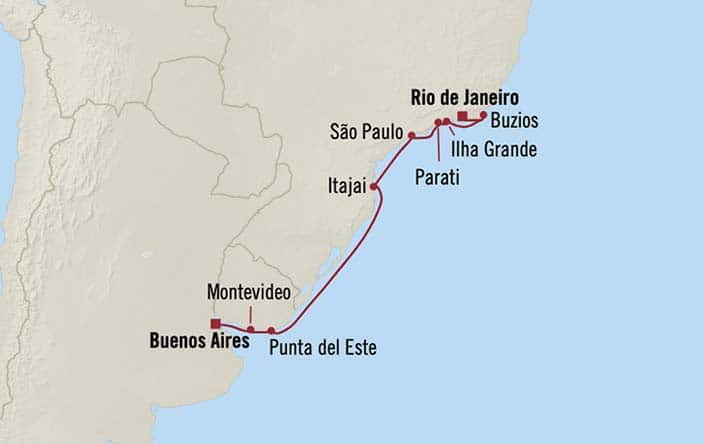 Rio de Janeiro
Buzios
São Paulo
Ilha Grande
Parati
Itajai
Montevideo
Buenos Aires
Punta del Este